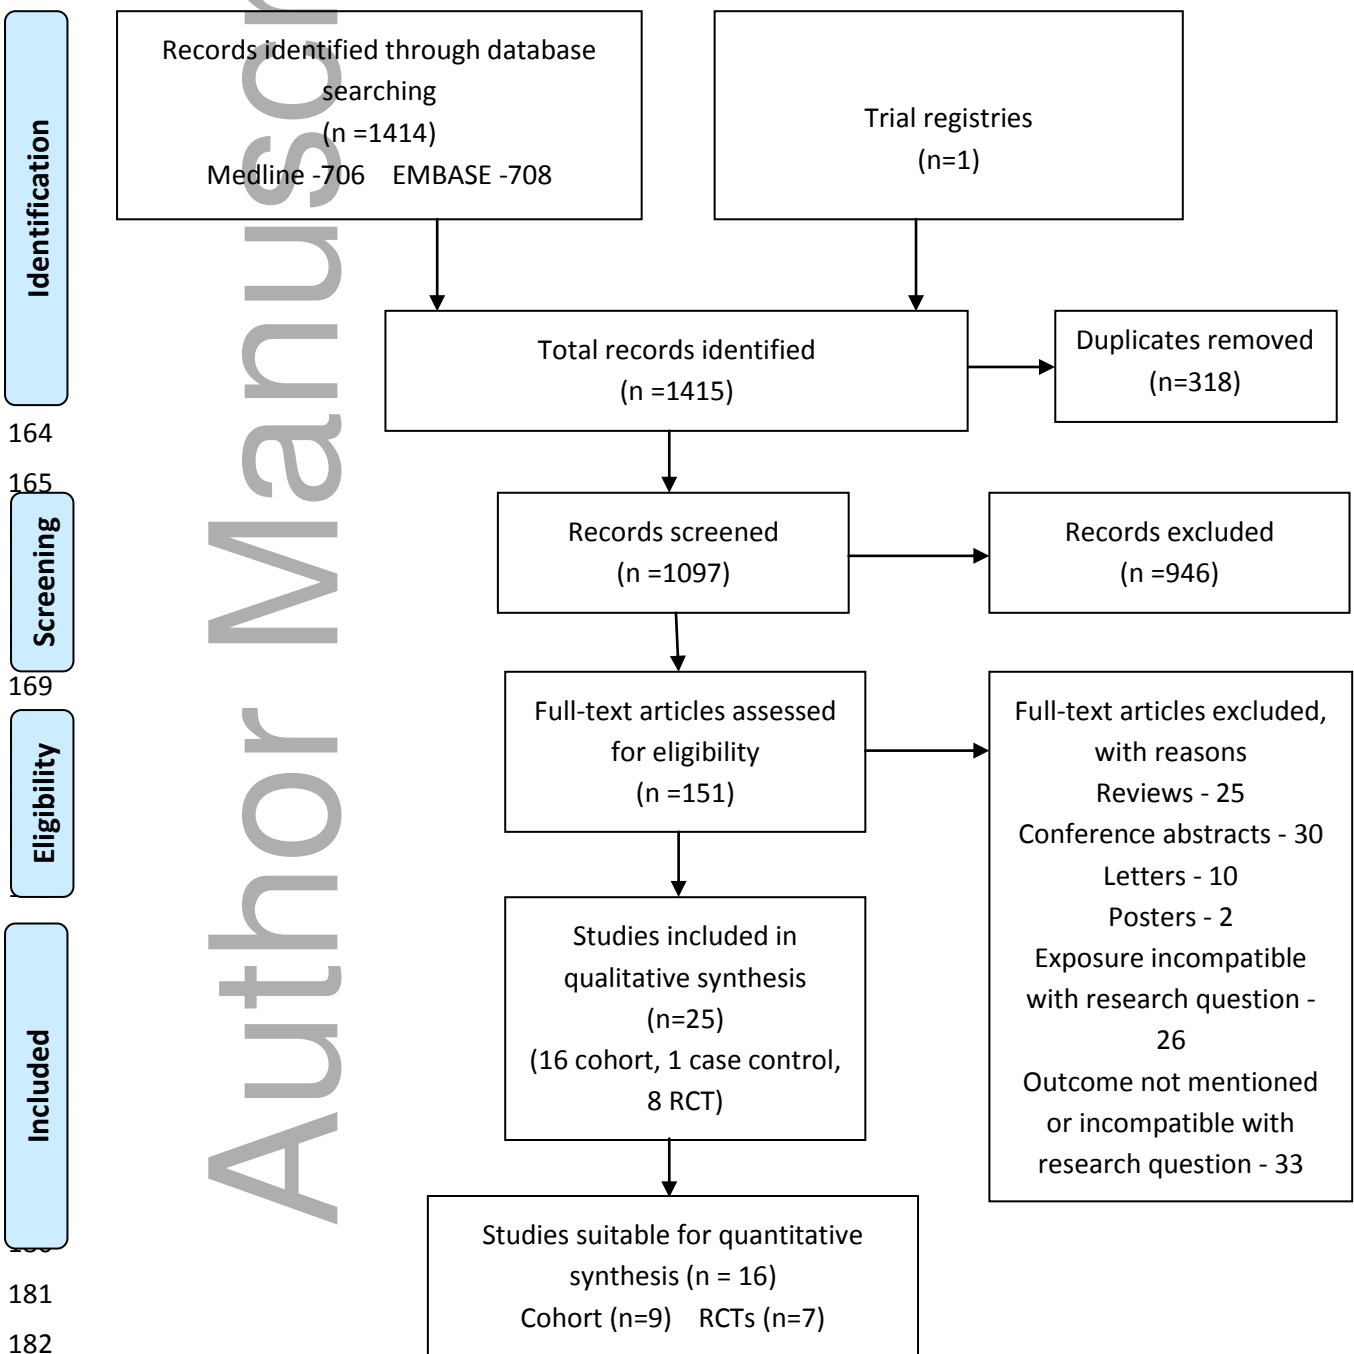 Identification
Records identified through database
searching
(n =1414)
Medline -706    EMBASE -708
Trial registries
(n=1)
Total records identified
(n =1415)
Duplicates removed
(n=318)
164
165
Screening
Records screened
(n =1097)
Records excluded
(n =946)
169
Eligibility
Full-text articles assessed
for eligibility
(n =151)
Full-text articles excluded,
with reasons
Reviews - 25
Conference abstracts - 30
Letters - 10
Posters - 2
Exposure incompatible
with research question -
26
Outcome not mentioned
or incompatible with
research question - 33
Included
Studies included in
qualitative synthesis
(n=25)
(16 cohort, 1 case control,
8 RCT)
Studies suitable for quantitative
synthesis (n = 16)
Cohort (n=9)    RCTs (n=7)
181
182
Author